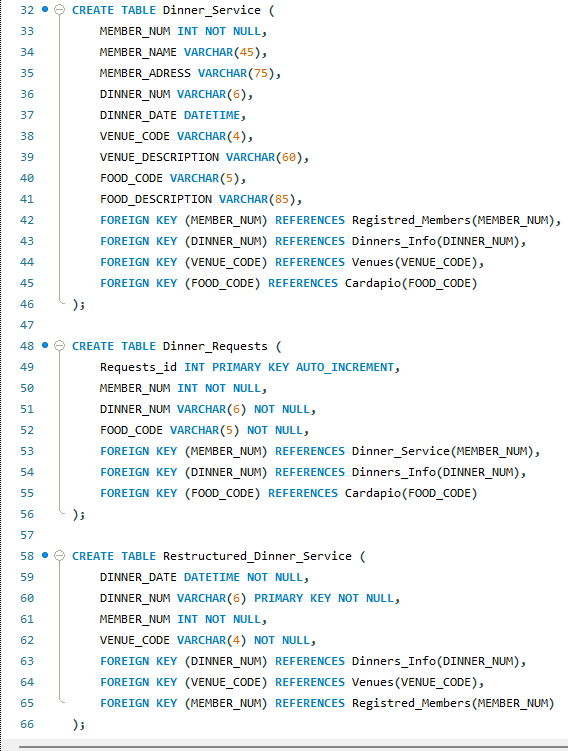 32 CREATE TABLE Dinner_Service (
33 MEMBER_NUM INT NOT NULL,
34 MEMBER_NAME VARCHAR(45),
35 MEMBER_ADRESS VARCHAR(75),
36 DINNER_NUM VARCHAR(6),
37 DINNER_DATE DATETIME,
38 VENUE_CODE VARCHAR(4),
39 VENUE_DESCRIPTION VARCHAR(60),
40 FOOD_CODE VARCHAR(5),
41 FOOD_DESCRIPTION VARCHAR(85),
42 FOREIGN KEY (MEMBER_NUM) REFERENCES Registred_Members(MEMBER_NUM),
43 FOREIGN KEY (DINNER_NUM) REFERENCES Dinners_Info(DINNER_NUM),
44 FOREIGN KEY (VENUE_CODE) REFERENCES Venues(VENUE_CODE),
45 FOREIGN KEY (FOOD_CODE) REFERENCES Cardapio(FOOD_CODE)
46 );
47
48 CREATE TABLE Dinner_Requests (
49 Requests_id INT PRIMARY KEY AUTO_INCREMENT,
50 MEMBER_NUM INT NOT NULL,
51 DINNER_NUM VARCHAR(6) NOT NULL,
52 FOOD_CODE VARCHAR(5) NOT NULL,
53 FOREIGN KEY (MEMBER_NUM) REFERENCES Dinner_Service(MEMBER_NUM),
54 FOREIGN KEY (DINNER_NUM) REFERENCES Dinners_Info(DINNER_NUM),
55 FOREIGN KEY (FOOD_CODE) REFERENCES Cardapio(FOOD_CODE)
56 );
57
58 CREATE TABLE Restructured_Dinner_Service (
59 DINNER_DATE DATETIME NOT NULL,
60 DINNER_NUM VARCHAR(6) PRIMARY KEY NOT NULL,
61 MEMBER_NUM INT NOT NULL,
62 VENUE_CODE VARCHAR(4) NOT NULL,
63 FOREIGN KEY (DINNER_NUM) REFERENCES Dinners_Info(DINNER_NUM),
64 FOREIGN KEY (VENUE_CODE) REFERENCES Venues(VENUE_CODE),
65 FOREIGN KEY (MEMBER_NUM) REFERENCES Registred_Members(MEMBER_NUM)
66 );